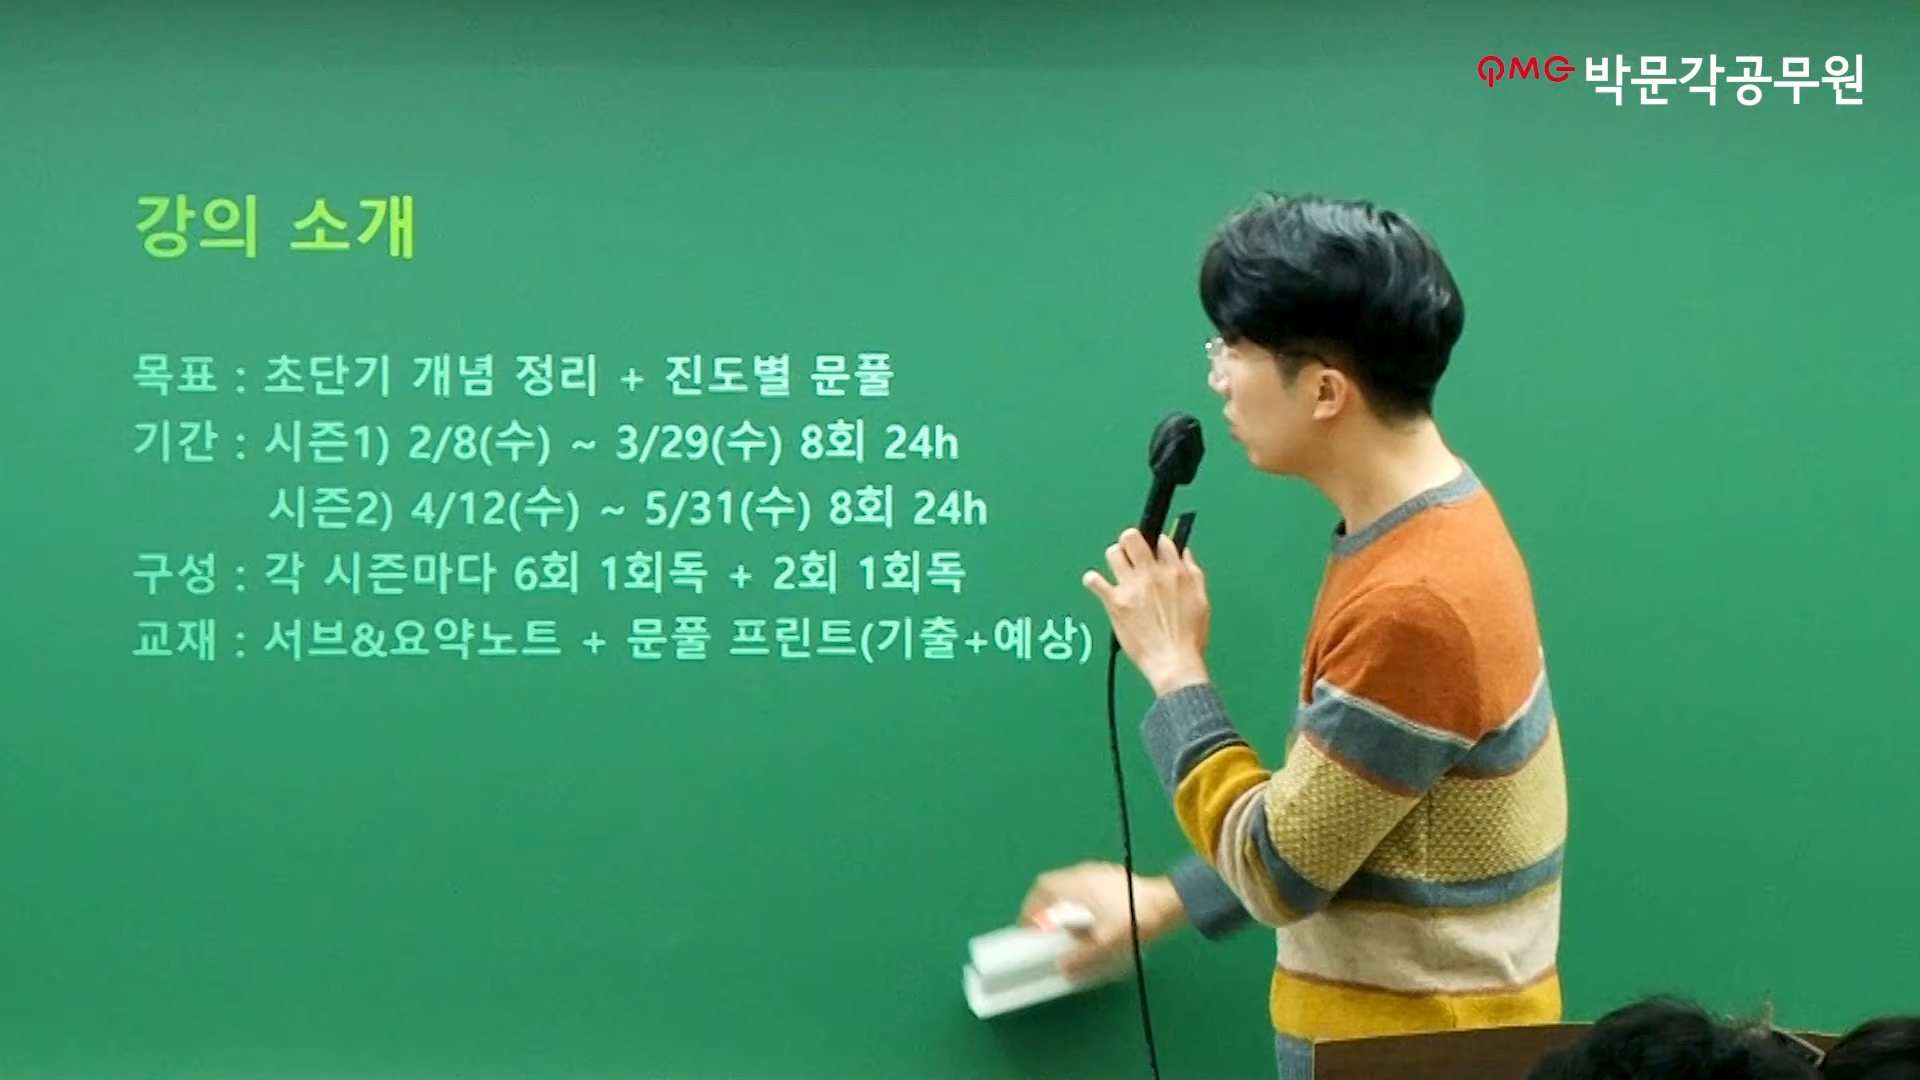 PMG 박문각공무원
강의 소개
목표 : 초단기 개념 정리 + 진도별 문풀
기간 : 시즌1) 2/8(수) ~ 3/29(수) 8회 24h
시즌2) 4/12(수) ~ 5/31(수) 8회 24h
구성 : 각 시즌마다 6회 1회독 + 2회 1회독
교재 : 서브&요약노트 + 문풀 프린트(기출+예상)